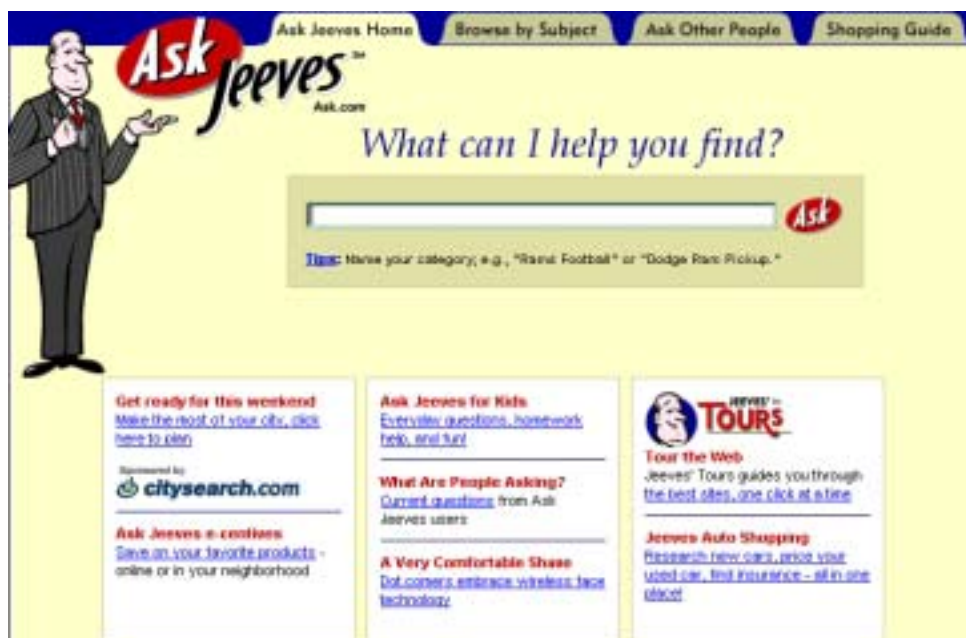 Ask Jeeves Home
Browse by Subject
Ask Other People
Shopping Guide
Ask
Jeeves
Ask.com
What can I help you find?
Ask
Tips: Name your category; e.g., "Rams Football" or "Dodge Ram Pickup."
Get ready for this weekend
Make the most of your city, click
here to plan
Sponsored by
citysearch.com
Ask Jeeves e-centives
Save on your favorite products -
online or in your neighborhood
Ask Jeeves for Kids
Everyday questions, homework
help, and fun!
What Are People Asking?
Current questions from Ask
Jeeves users
A Very Comfortable Shave
Dot comers embrace wireless face
technology
JEEVES'
TOURS
Tour the Web
Jeeves' Tours guides you through
the best sites, one click at a time
Jeeves Auto Shopping
Research new cars, price your
used car, find insurance - all in one
place!